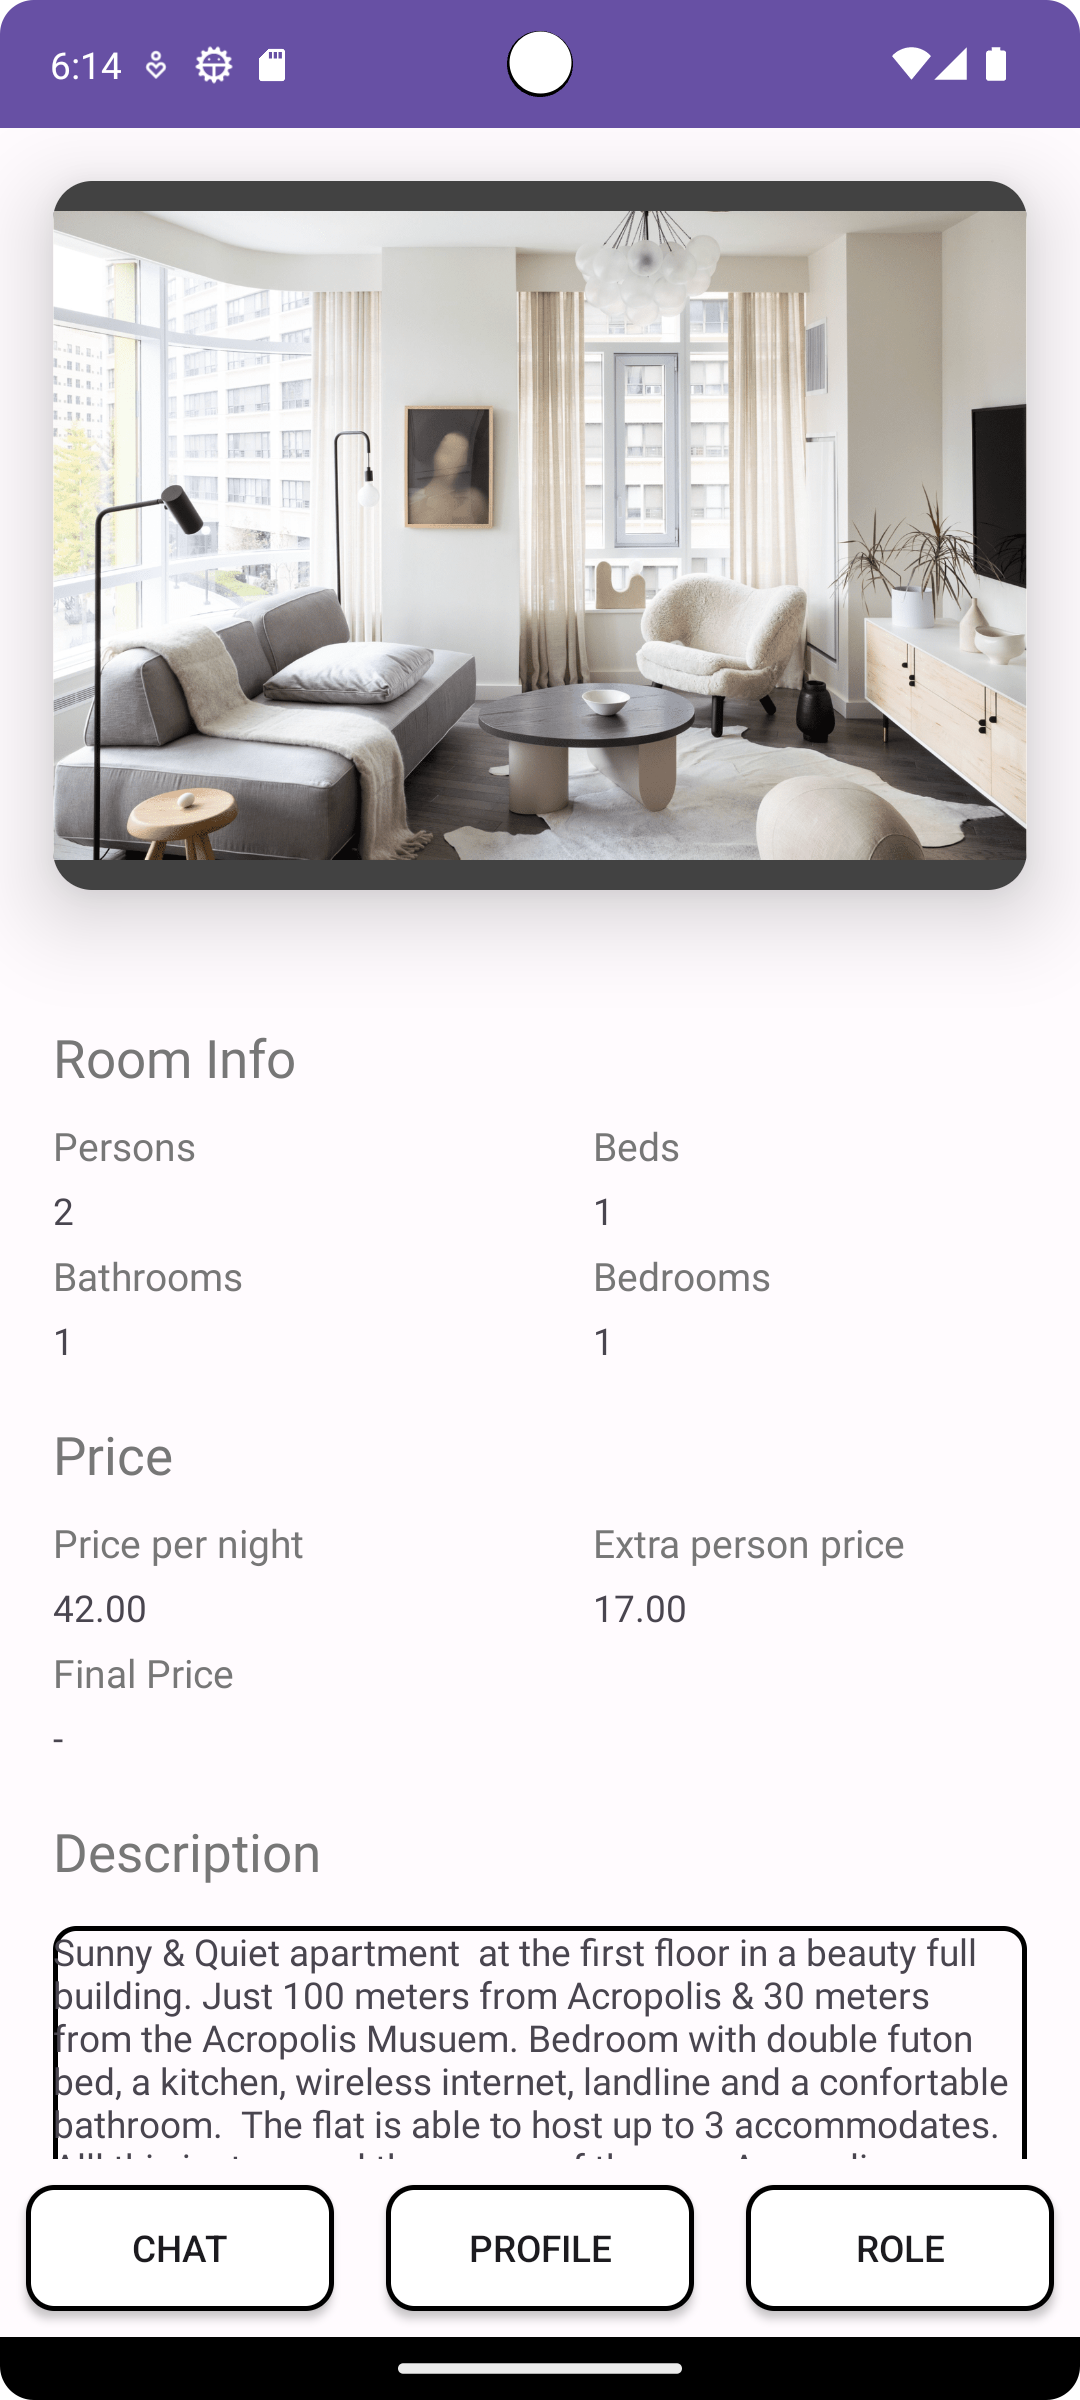 6:14
Room Info
Persons Beds
2 1
Bathrooms Bedrooms
1 1
Price
Price per night Extra person price
42.00 17.00
Final Price
-
Description
Sunny & Quiet apartment  at the first floor in a beauty full
building. Just 100 meters from Acropolis & 30 meters
from the Acropolis Musuem. Bedroom with double futon
bed, a kitchen, wireless internet, landline and a confortable
bathroom.  The flat is able to host up to 3 accommodates.
CHAT PROFILE ROLE